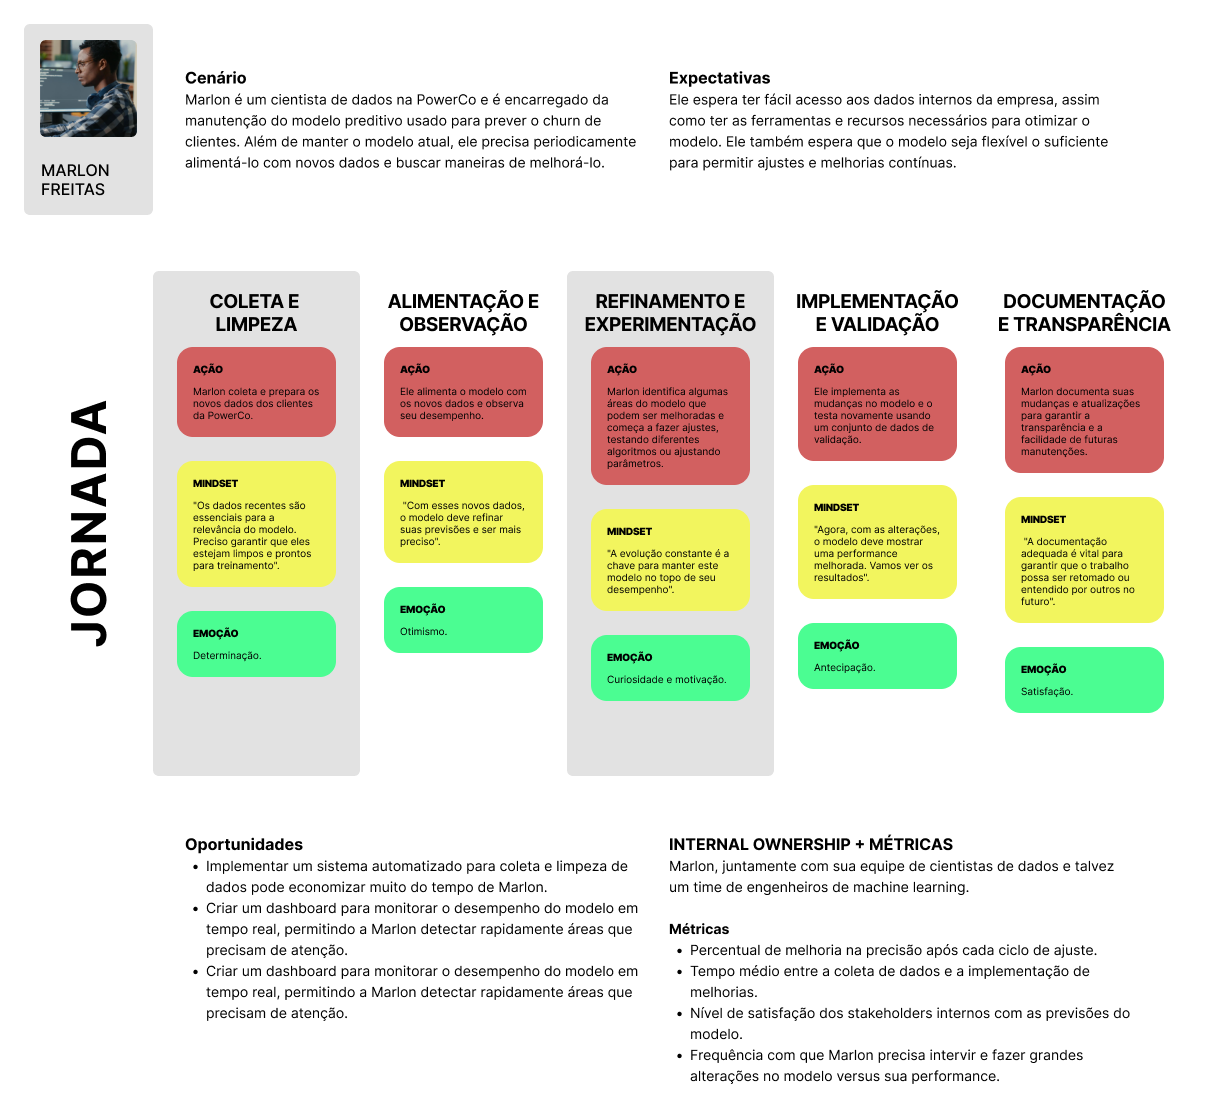 MARLON
FREITAS
Cenário
Marlon é um cientista de dados na PowerCo e é encarregado da
manutenção do modelo preditivo usado para prever o churn de
clientes. Além de manter o modelo atual, ele precisa periodicamente
alimentá-lo com novos dados e buscar maneiras de melhorá-lo.
Expectativas
Ele espera ter fácil acesso aos dados internos da empresa, assim
como ter as ferramentas e recursos necessários para otimizar o
modelo. Ele também espera que o modelo seja flexível o suficiente
para permitir ajustes e melhorias contínuas.
JORNADA
COLETA E
LIMPEZA
AÇÃO
Marlon coleta e prepara os
novos dados dos clientes
da PowerCo.
MINDSET
"Os dados recentes são
essenciais para a
relevância do modelo.
Preciso garantir que eles
estejam limpos e prontos
para treinamento".
EMOÇÃO
Determinação.
ALIMENTAÇÃO E
OBSERVAÇÃO
AÇÃO
Ele alimenta o modelo com
os novos dados e observa
seu desempenho.
MINDSET
"Com esses novos dados,
o modelo deve refinar
suas previsões e ser mais
preciso".
EMOÇÃO
Otimismo.
REFINAMENTO E
EXPERIMENTAÇÃO
AÇÃO
Marlon identifica algumas
áreas do modelo que
podem ser melhoradas e
começa a fazer ajustes,
testando diferentes
algoritmos ou ajustando
parâmetros.
MINDSET
"A evolução constante é a
chave para manter este
modelo no topo de seu
desempenho".
EMOÇÃO
Curiosidade e motivação.
IMPLEMENTAÇÃO
E VALIDAÇÃO
AÇÃO
Ele implementa as
mudanças no modelo e o
testa novamente usando
um conjunto de dados de
validação.
MINDSET
"Agora, com as alterações,
o modelo deve mostrar
uma performance
melhorada. Vamos ver os
resultados".
EMOÇÃO
Antecipação.
DOCUMENTAÇÃO
E TRANSPARÊNCIA
AÇÃO
Marlon documenta suas
mudanças e atualizações
para garantir a
transparência e a
facilidade de futuras
manutenções.
MINDSET
"A documentação
adequada é vital para
garantir que o trabalho
possa ser retomado ou
entendido por outros no
futuro".
EMOÇÃO
Satisfação.
Oportunidades
• Implementar um sistema automatizado para coleta e limpeza de
dados pode economizar muito do tempo de Marlon.
• Criar um dashboard para monitorar o desempenho do modelo em
tempo real, permitindo a Marlon detectar rapidamente áreas que
precisam de atenção.
• Criar um dashboard para monitorar o desempenho do modelo em
tempo real, permitindo a Marlon detectar rapidamente áreas que
precisam de atenção.
INTERNAL OWNERSHIP + MÉTRICAS
Marlon, juntamente com sua equipe de cientistas de dados e talvez
um time de engenheiros de machine learning.
Métricas
• Percentual de melhoria na precisão após cada ciclo de ajuste.
• Tempo médio entre a coleta de dados e a implementação de
melhorias.
• Nível de satisfação dos stakeholders internos com as previsões do
modelo.
• Frequência com que Marlon precisa intervir e fazer grandes
alterações no modelo versus sua performance.